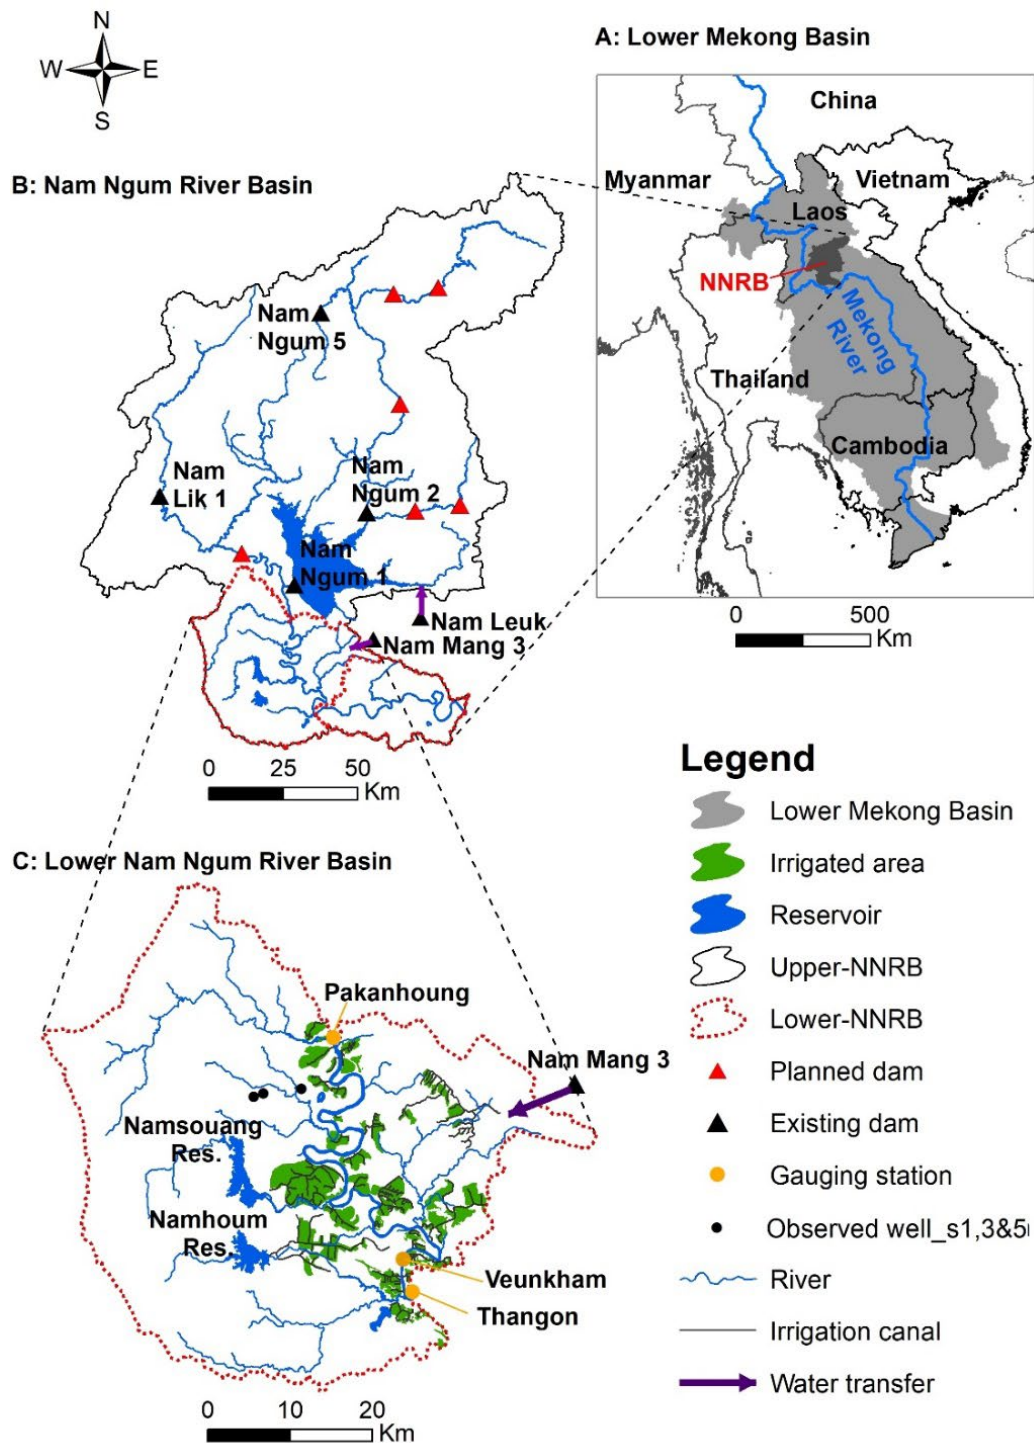 N
W E
S
A: Lower Mekong Basin
China
Myanmar
Vietnam
Laos
NNRB
Mekong
River
Thailand
Cambodia
0 500
Km
B: Nam Ngum River Basin
Nam
Ngum 5
Nam
Lik 1
Nam
Ngum 2
Nam
Ngum 1
Nam Leuk
Nam Mang 3
0 25 50
Km
C: Lower Nam Ngum River Basin
Pakanhoung
Nam Mang 3
Namsouang
Res.
Namhoum
Res.
Veunkham
Thangon
0 10 20
Km
Legend
Lower Mekong Basin
Irrigated area
Reservoir
Upper-NNRB
Lower-NNRB
Planned dam
Existing dam
Gauging station
Observed well_s1,3&5
River
Irrigation canal
Water transfer